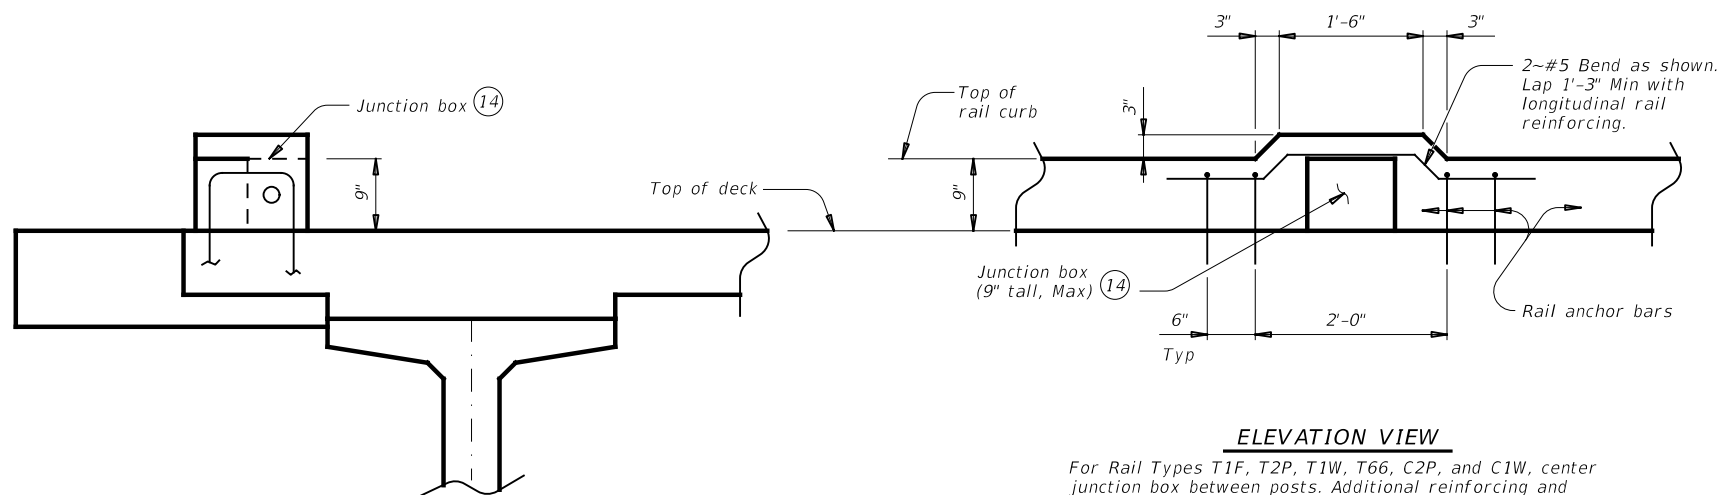 Junction box 14
9"
Top of deck
3"
1'-6"
3"
2~#5 Bend as shown.
Lap 1'-3" Min with
longitudinal rail
reinforcing.
Top of
rail curb
3"
9"
Junction box
(9" tall, Max) 14
Rail anchor bars
6"
Typ
2'-0"
ELEVATION VIEW
For Rail Types T1F, T2P, T1W, T66, C2P, and C1W, center
junction box between posts. Additional reinforcing and